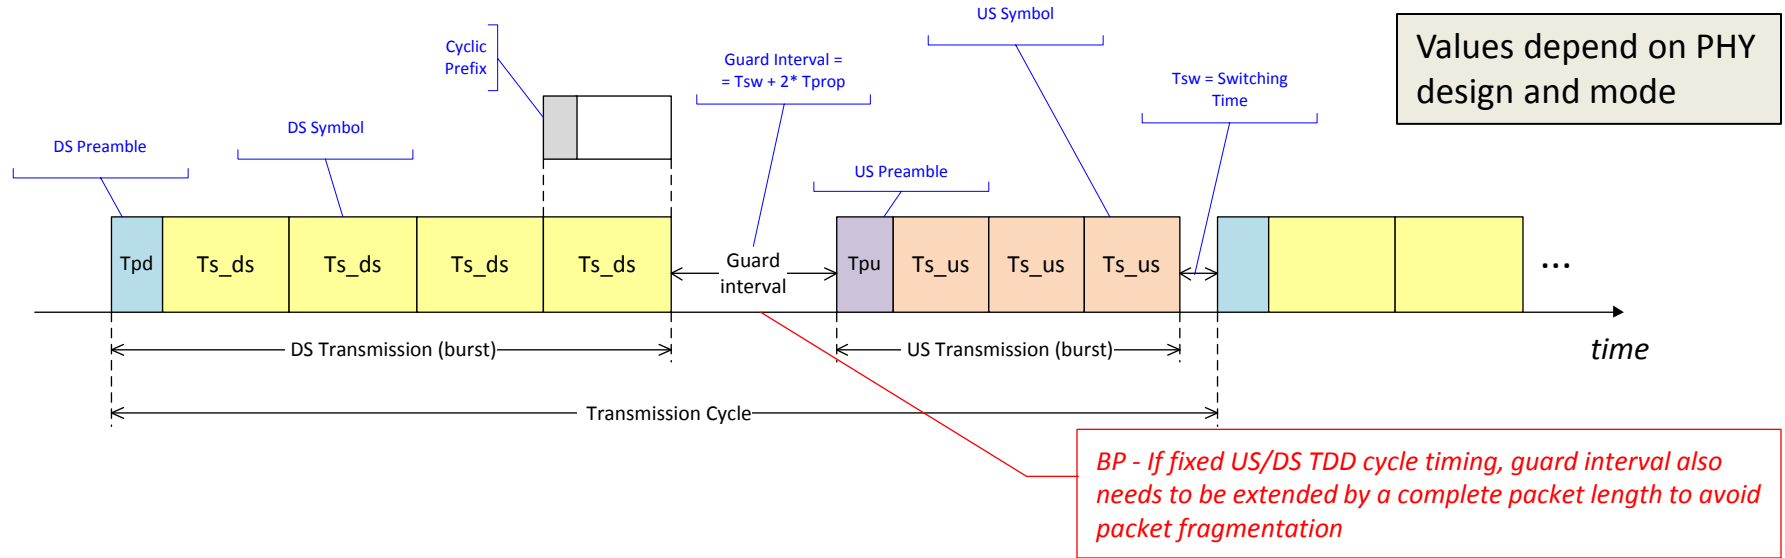 US Symbol
Values depend on PHY
design and mode
Cyclic
Prefix
Guard Interval =
= Tsw + 2* Tprop
Tsw = Switching
Time
DS Symbol
DS Preamble
US Preamble
Tpd
Ts_ds
Ts_ds
Ts_ds
Ts_ds
Guard
interval
Tpu
Ts_us
Ts_us
Ts_us
...
DS Transmission (burst)
US Transmission (burst)
time
Transmission Cycle
BP - If fixed US/DS TDD cycle timing, guard interval also
needs to be extended by a complete packet length to avoid
packet fragmentation